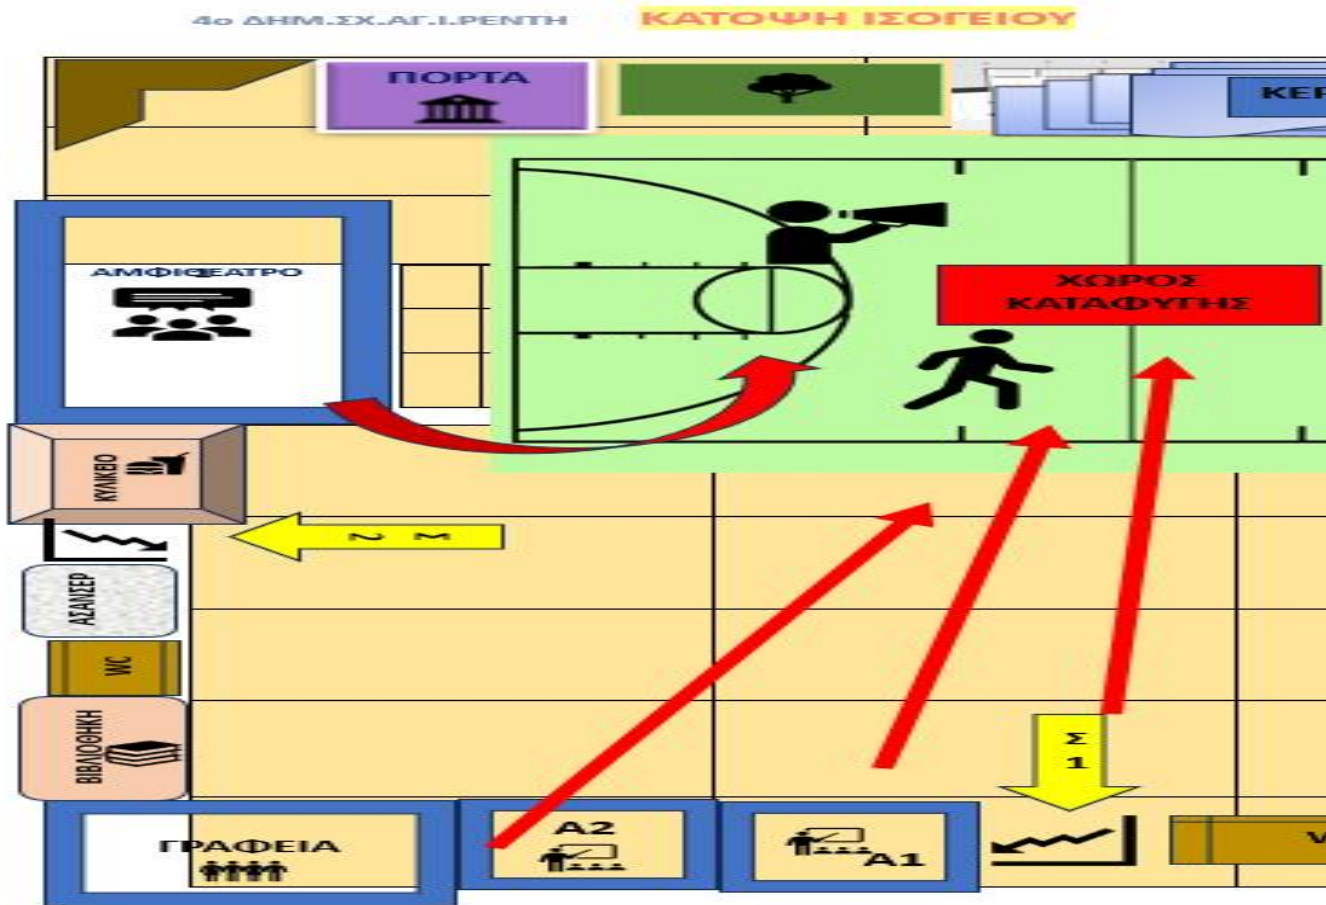 4ο ΔΗΜ.ΣΧ.ΑΓ.Ι.ΡΕΝΤΗ
ΚΑΤΟΨΗ ΙΣΟΓΕΙΟΥ
ΠΟΡΤΑ
ΚΕΡ
ΑΜΦΙΘΕΑΤΡΟ
ΧΩΡΟΣ
ΚΑΤΑΦΥΓΗΣ
ΚΥΛΙΚΕΙΟ
Σ 2
ΑΣΑΝΣΕΡ
WC
ΒΙΒΛΙΟΘΗΚΗ
Σ
1
ΓΡΑΦΕΙΑ
Α2
Α1